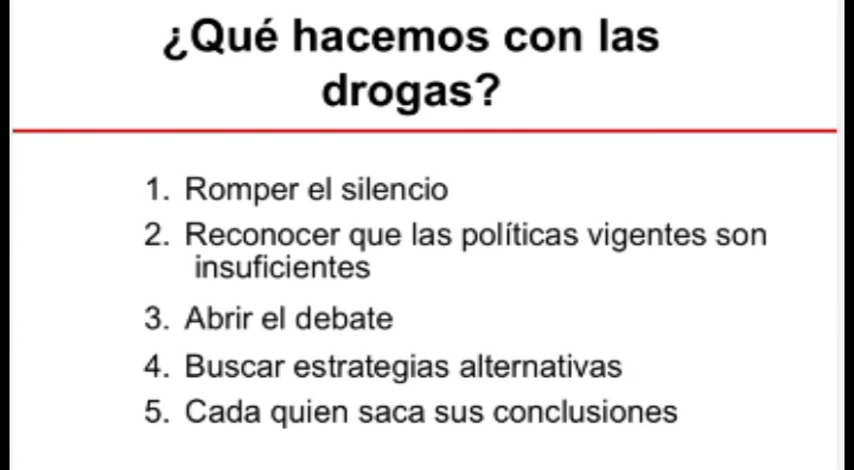 ¿Qué hacemos con las
drogas?
1. Romper el silencio
2. Reconocer que las políticas vigentes son
insuficientes
3. Abrir el debate
4. Buscar estrategias alternativas
5. Cada quien saca sus conclusiones